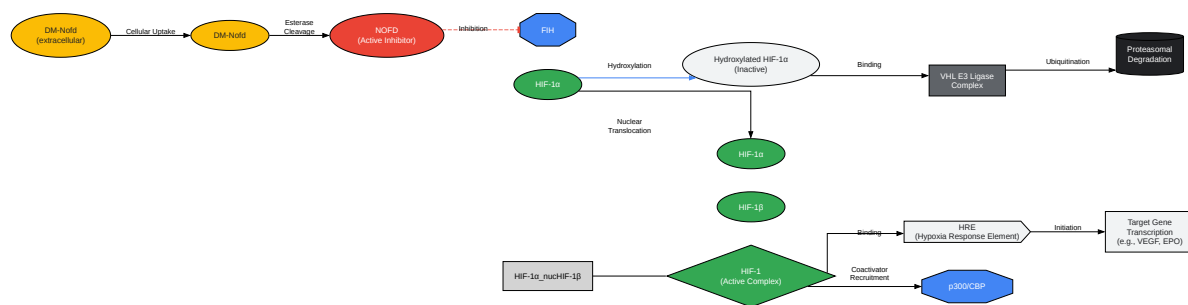 DM-Nofd
(extracellular)
Cellular Uptake
DM-Nofd
Esterase
Cleavage
NOFD
(Active Inhibitor)
Inhibition
FIH
HIF-1α
Hydroxylation
Hydroxylated HIF-1α
(Inactive)
Binding
VHL E3 Ligase
Complex
Ubiquitination
Proteasomal
Degradation
Nuclear
Translocation
HIF-1α
HIF-1β
HIF-1α_nucHIF-1β
HIF-1
(Active Complex)
Binding
HRE
(Hypoxia Response Element)
Initiation
Target Gene
Transcription
(e.g., VEGF, EPO)
Coactivator
Recruitment
p300/CBP